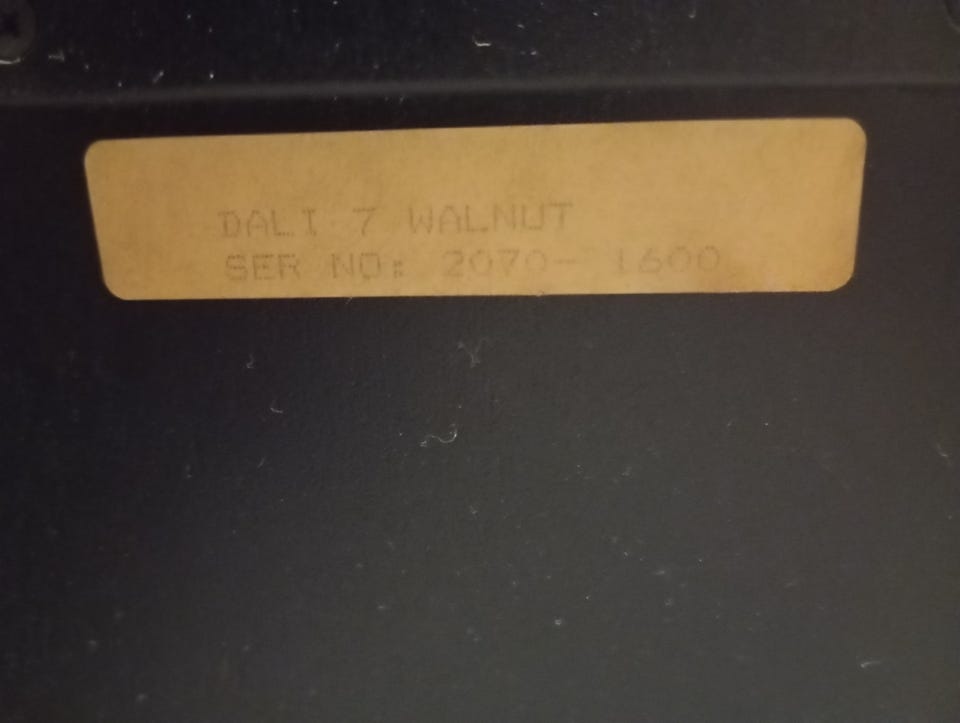 DALI 7 WALNUT
SER NO: 2070- 1600